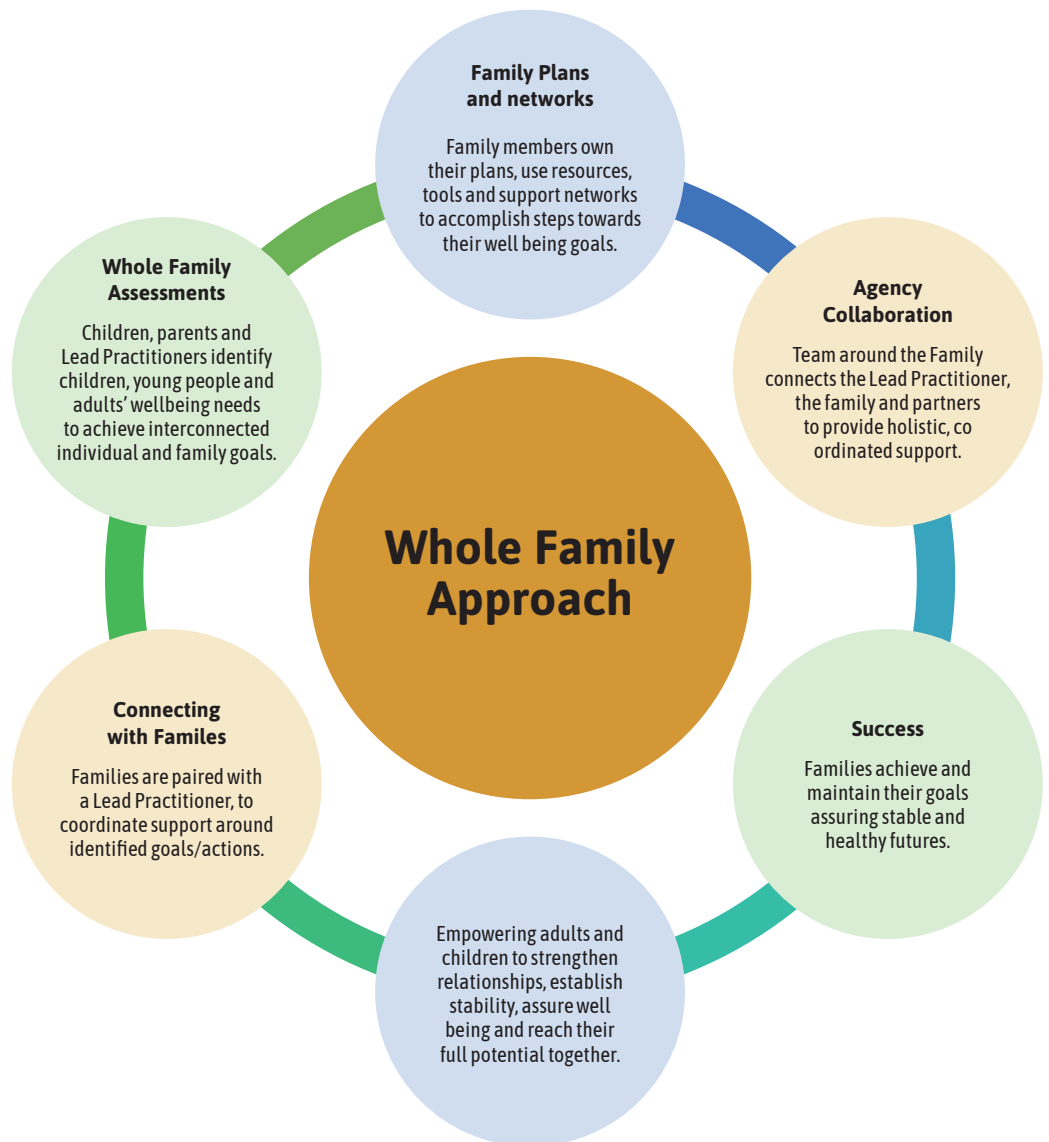 Family Plans
and networks
Family members own
their plans, use resources,
tools and support networks
to accomplish steps towards
their well being goals.
Agency
Collaboration
Team around the Family
connects the Lead Practitioner,
the family and partners
to provide holistic, co
ordinated support.
Success
Families achieve and
maintain their goals
assuring stable and
healthy futures.
Empowering adults and
children to strengthen
relationships, establish
stability, assure well
being and reach their
full potential together.
Connecting
with Familes
Families are paired with
a Lead Practitioner, to
coordinate support around
identified goals/actions.
Whole Family
Assessments
Children, parents and
Lead Practitioners identify
children, young people and
adults’ wellbeing needs
to achieve interconnected
individual and family goals.
Whole Family
Approach